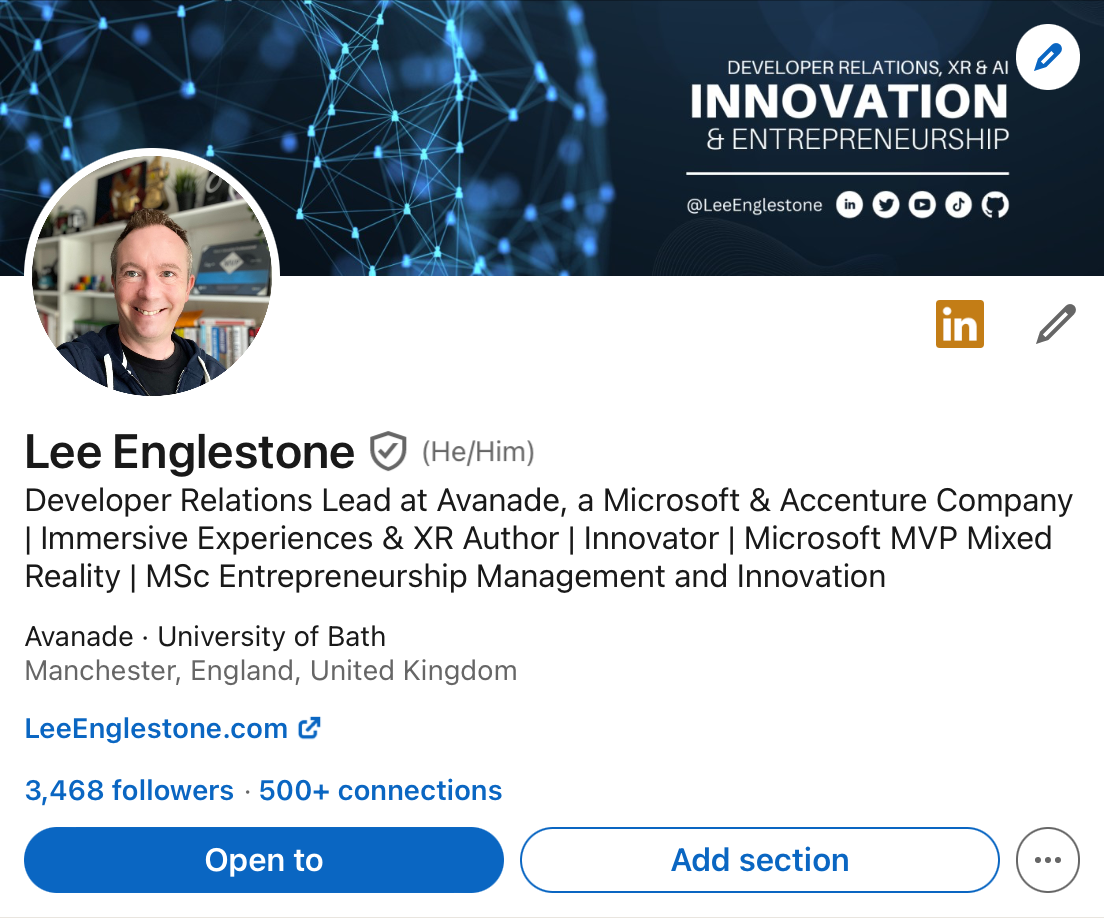 DEVELOPER RELATIONS, XR & AI
INNOVATION
& ENTREPRENEURSHIP
@LeeEnglestone
in
Lee Englestone (He/Him)
Developer Relations Lead at Avanade, a Microsoft & Accenture Company
| Immersive Experiences & XR Author | Innovator | Microsoft MVP Mixed
Reality | MSc Entrepreneurship Management and Innovation
Avanade · University of Bath
Manchester, England, United Kingdom
LeeEnglestone.com
3,468 followers · 500+ connections
Open to
Add section